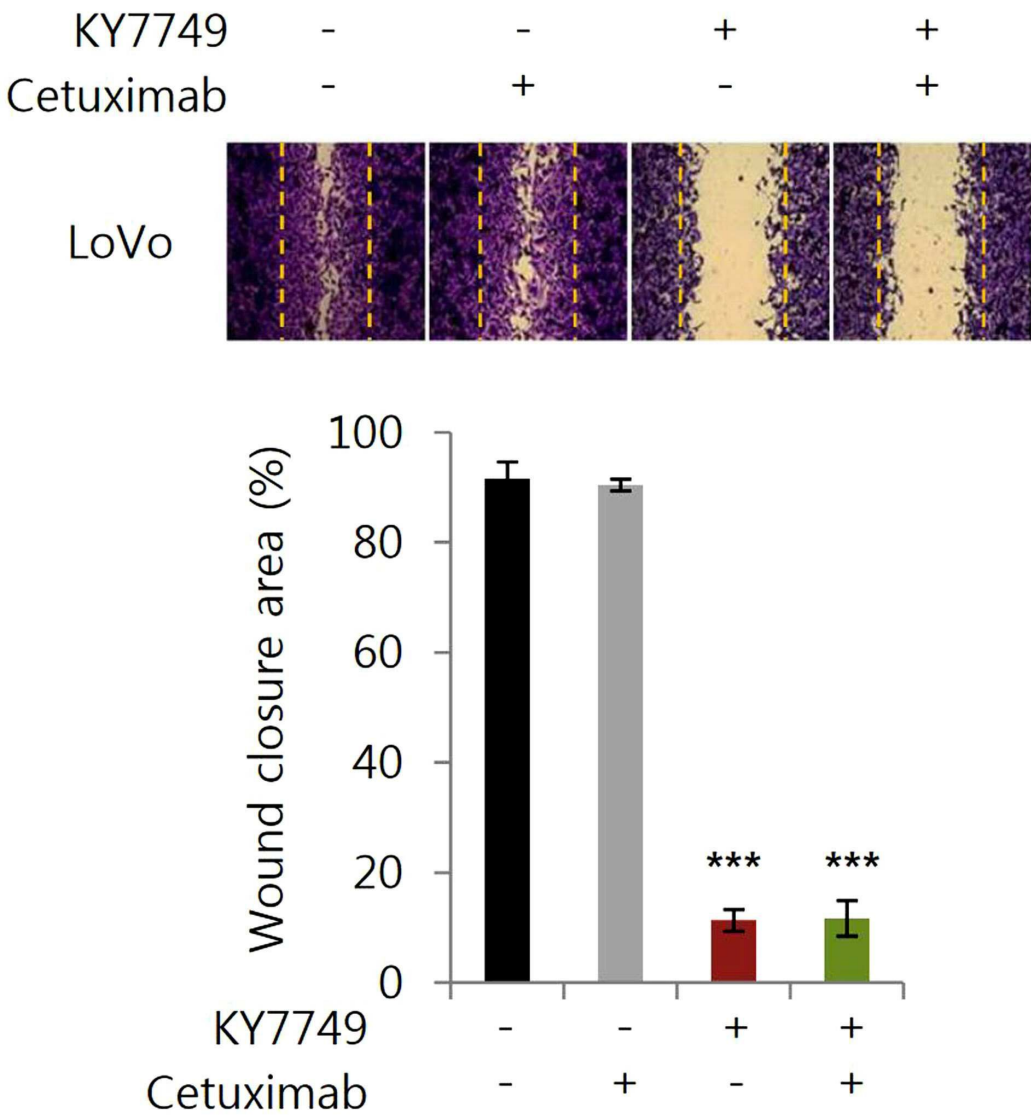 KY7749 - - + +
Cetuximab - + - +
LoVo
Wound closure area (%)
100
80
60
40
20
0
*** ***
KY7749 - - + +
Cetuximab - + - +